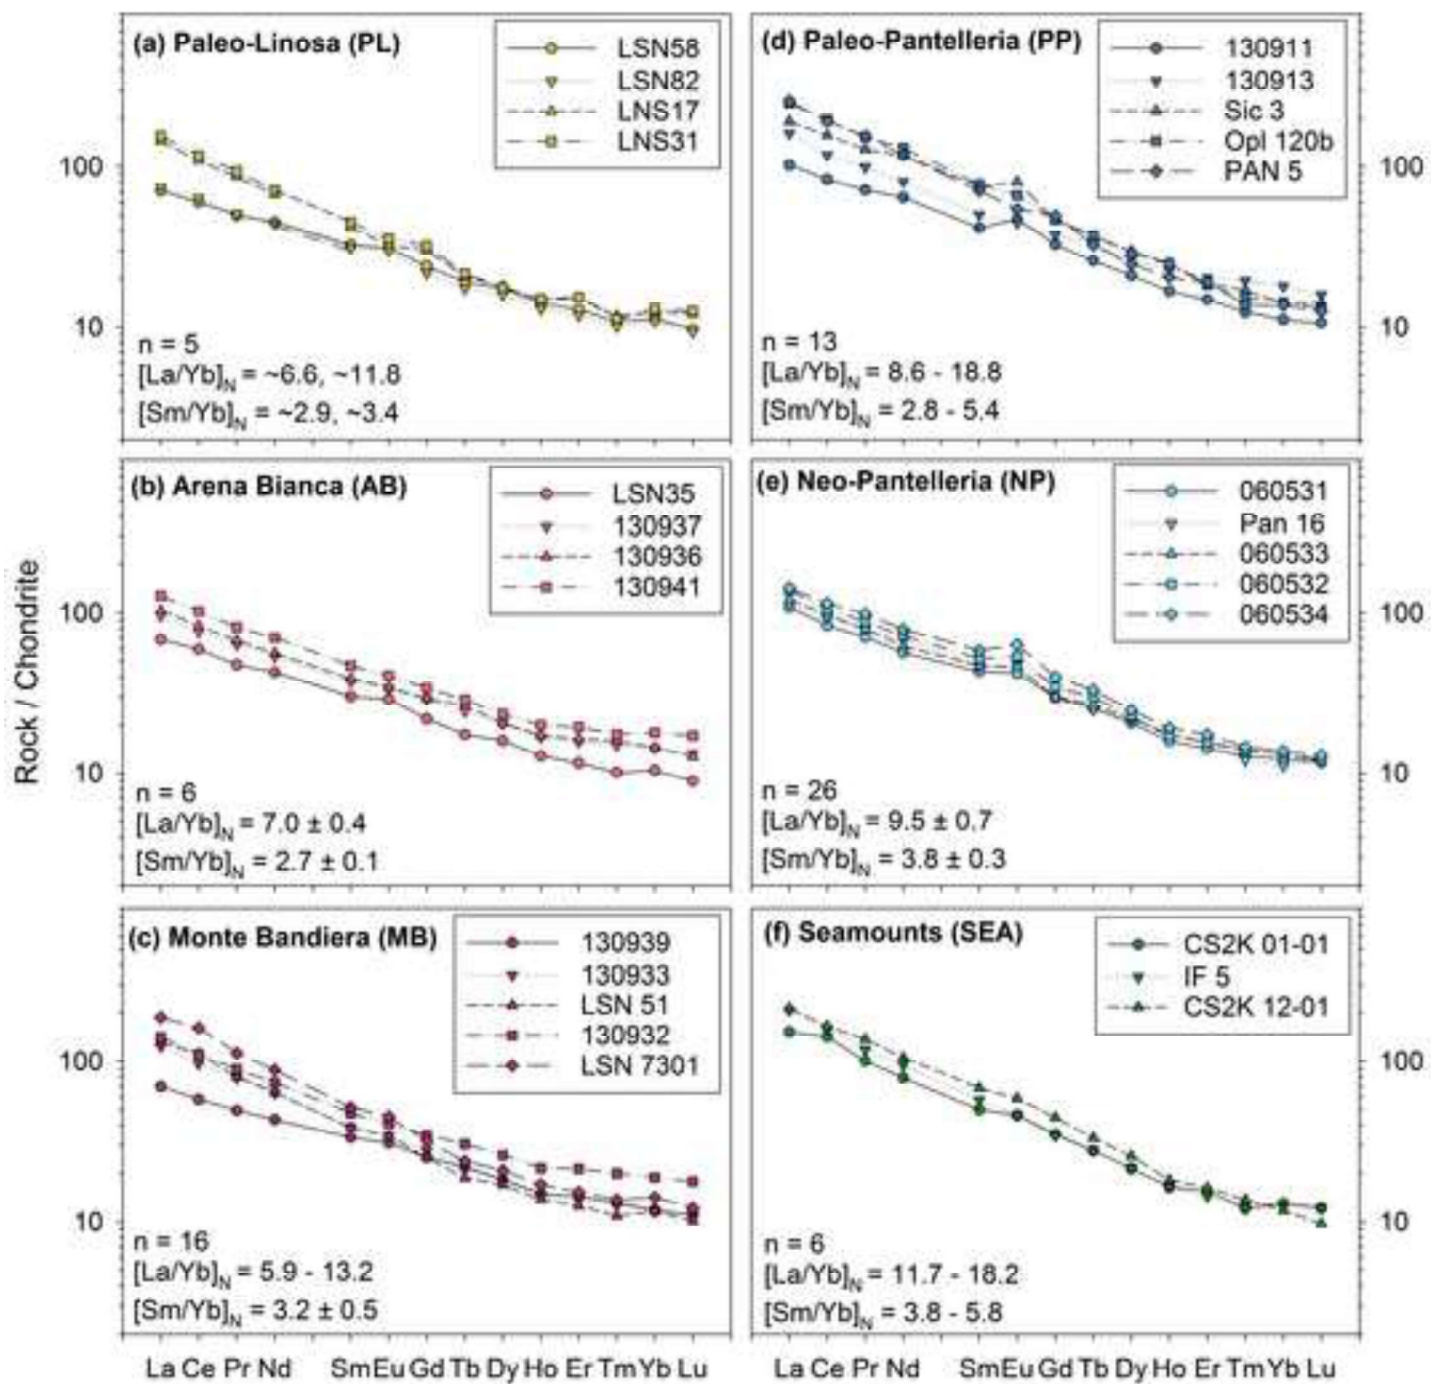 (a) Paleo-Linosa (PL)
LSN58
LSN82
LNS17
LNS31
100
10
n = 5
[La/Yb]N = ~6.6, ~11.8
[Sm/Yb]N = ~2.9, ~3.4
(d) Paleo-Pantelleria (PP)
130911
130913
Sic 3
Opl 120b
PAN 5
100
10
n = 13
[La/Yb]N = 8.6 - 18.8
[Sm/Yb]N = 2.8 - 5.4
(b) Arena Bianca (AB)
LSN35
130937
130936
130941
100
10
n = 6
[La/Yb]N = 7.0 ± 0.4
[Sm/Yb]N = 2.7 ± 0.1
(e) Neo-Pantelleria (NP)
060531
Pan 16
060533
060532
060534
100
10
n = 26
[La/Yb]N = 9.5 ± 0.7
[Sm/Yb]N = 3.8 ± 0.3
Rock / Chondrite
(c) Monte Bandiera (MB)
130939
130933
LSN 51
130932
LSN 7301
100
10
n = 16
[La/Yb]N = 5.9 - 13.2
[Sm/Yb]N = 3.2 ± 0.5
(f) Seamounts (SEA)
CS2K 01-01
IF 5
CS2K 12-01
100
10
n = 6
[La/Yb]N = 11.7 - 18.2
[Sm/Yb]N = 3.8 - 5.8
La Ce Pr Nd Sm Eu Gd Tb Dy Ho Er Tm Yb Lu
La Ce Pr Nd Sm Eu Gd Tb Dy Ho Er Tm Yb Lu